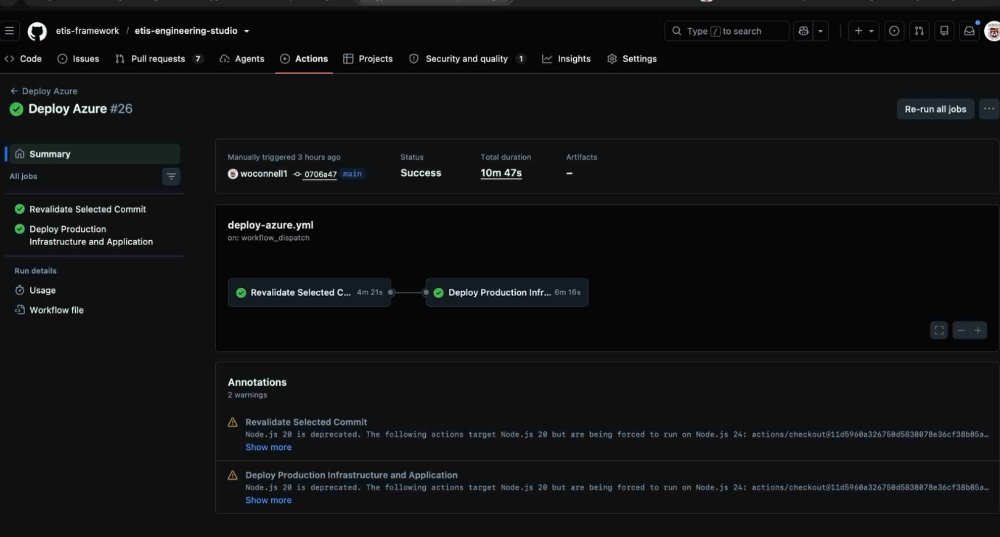 etis-framework / etis-engineering-studio
Type / to search
Code
Issues
Pull requests 7
Agents
Actions
Projects
Security and quality 1
Insights
Settings
Deploy Azure
Deploy Azure #26
Re-run all jobs
Summary
All jobs
Revalidate Selected Commit
Deploy Production
Infrastructure and Application
Run details
Usage
Workflow file
Manually triggered 3 hours ago
woconnell1 0706a47 main
Status
Success
Total duration
10m 47s
Artifacts
–
deploy-azure.yml
on: workflow_dispatch
Revalidate Selected C... 4m 21s
Deploy Production Infr... 6m 16s
Annotations
2 warnings
Revalidate Selected Commit
Node.js 20 is deprecated. The following actions target Node.js 20 but are being forced to run on Node.js 24: actions/checkout@11d5960a326750d5838078e36cf38b85a…
Show more
Deploy Production Infrastructure and Application
Node.js 20 is deprecated. The following actions target Node.js 20 but are being forced to run on Node.js 24: actions/checkout@11d5960a326750d5838078e36cf38b85a…
Show more